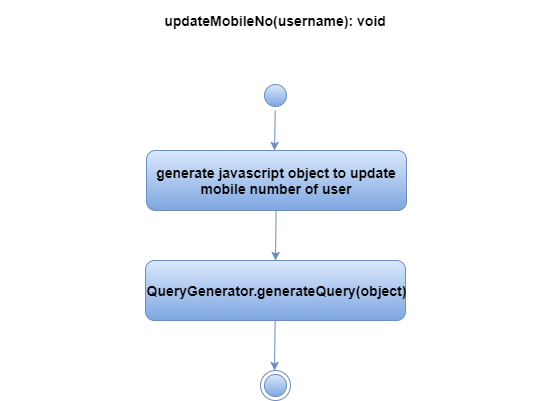 updateMobileNo(username): void
generate javascript object to update
mobile number of user
QueryGenerator.generateQuery(object)